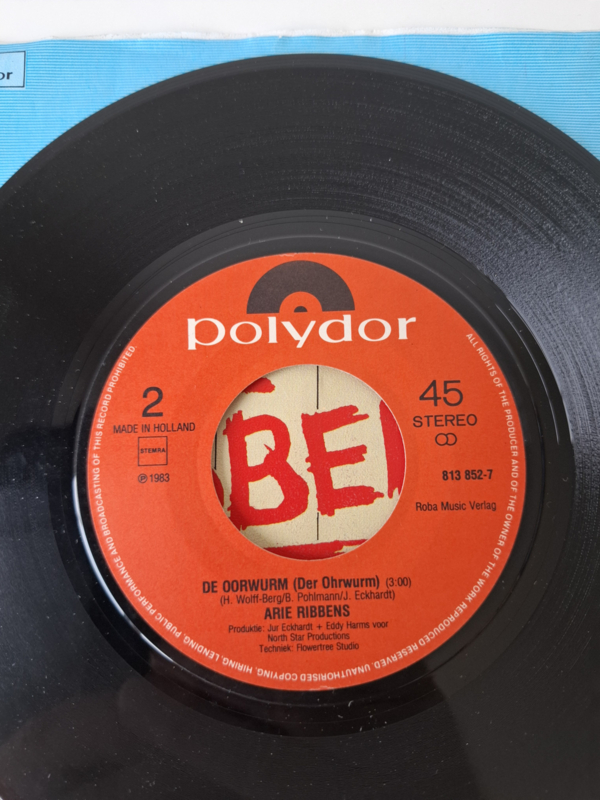 or
polydor
2
45
MADE IN HOLLAND
STEREO
STEMRA
℗ 1983
813 852-7
Roba Music Verlag
BE
DE OORWURM (Der Ohrwurm) (3:00)
(H. Wolff-Berg/B. Pohlmann/J. Eckhardt)
ARIE RIBBENS
Produktie: Jur Eckhardt + Eddy Harms voor
North Star Productions
Techniek: Flowertree Studio
ALL RIGHTS OF THE PRODUCER AND OF THE OWNER OF THE WORK REPRODUCED RESERVED. UNAUTHORISED COPYING, HIRING, LENDING, PUBLIC PERFORMANCE AND BROADCASTING OF THIS RECORD PROHIBITED.